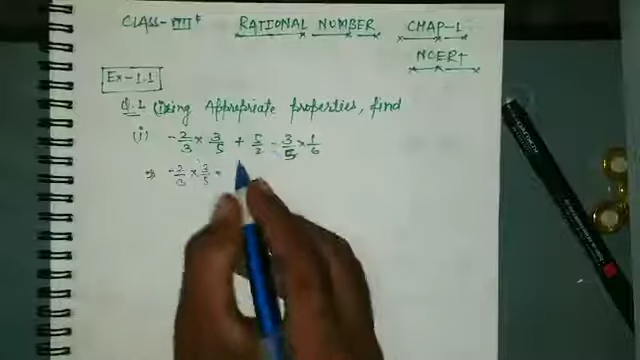 CLASS- VIII RATIONAL NUMBER CHAP-1
NCERT
Ex-1.1
Q.1 Using Appropriate properties, find
(i) -2/3 × 3/5 + 5/2 - 3/5 × 1/6
⇒ -2/3 × 3/5 -